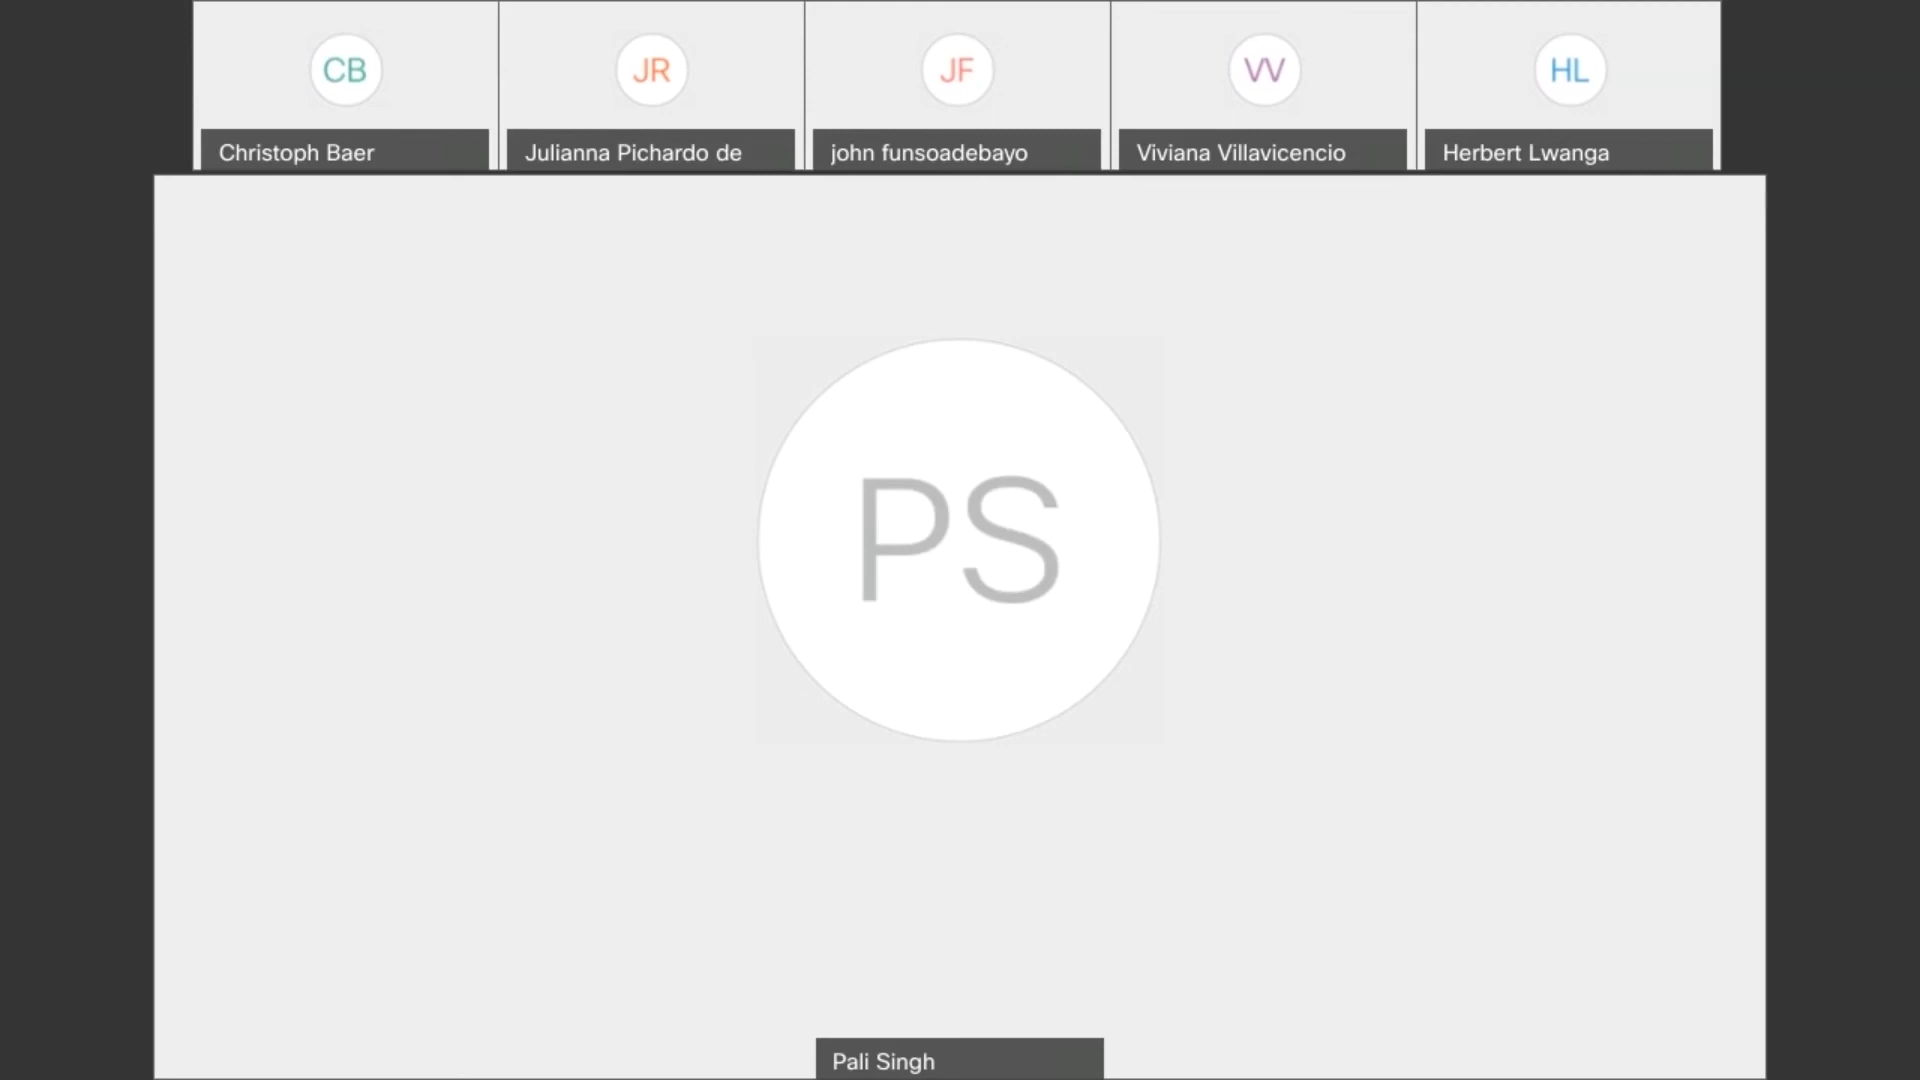 CB
JR
JF
VV
HL
Christoph Baer
Julianna Pichardo de
john funsoadebayo
Viviana Villavicencio
Herbert Lwanga
PS
Pali Singh